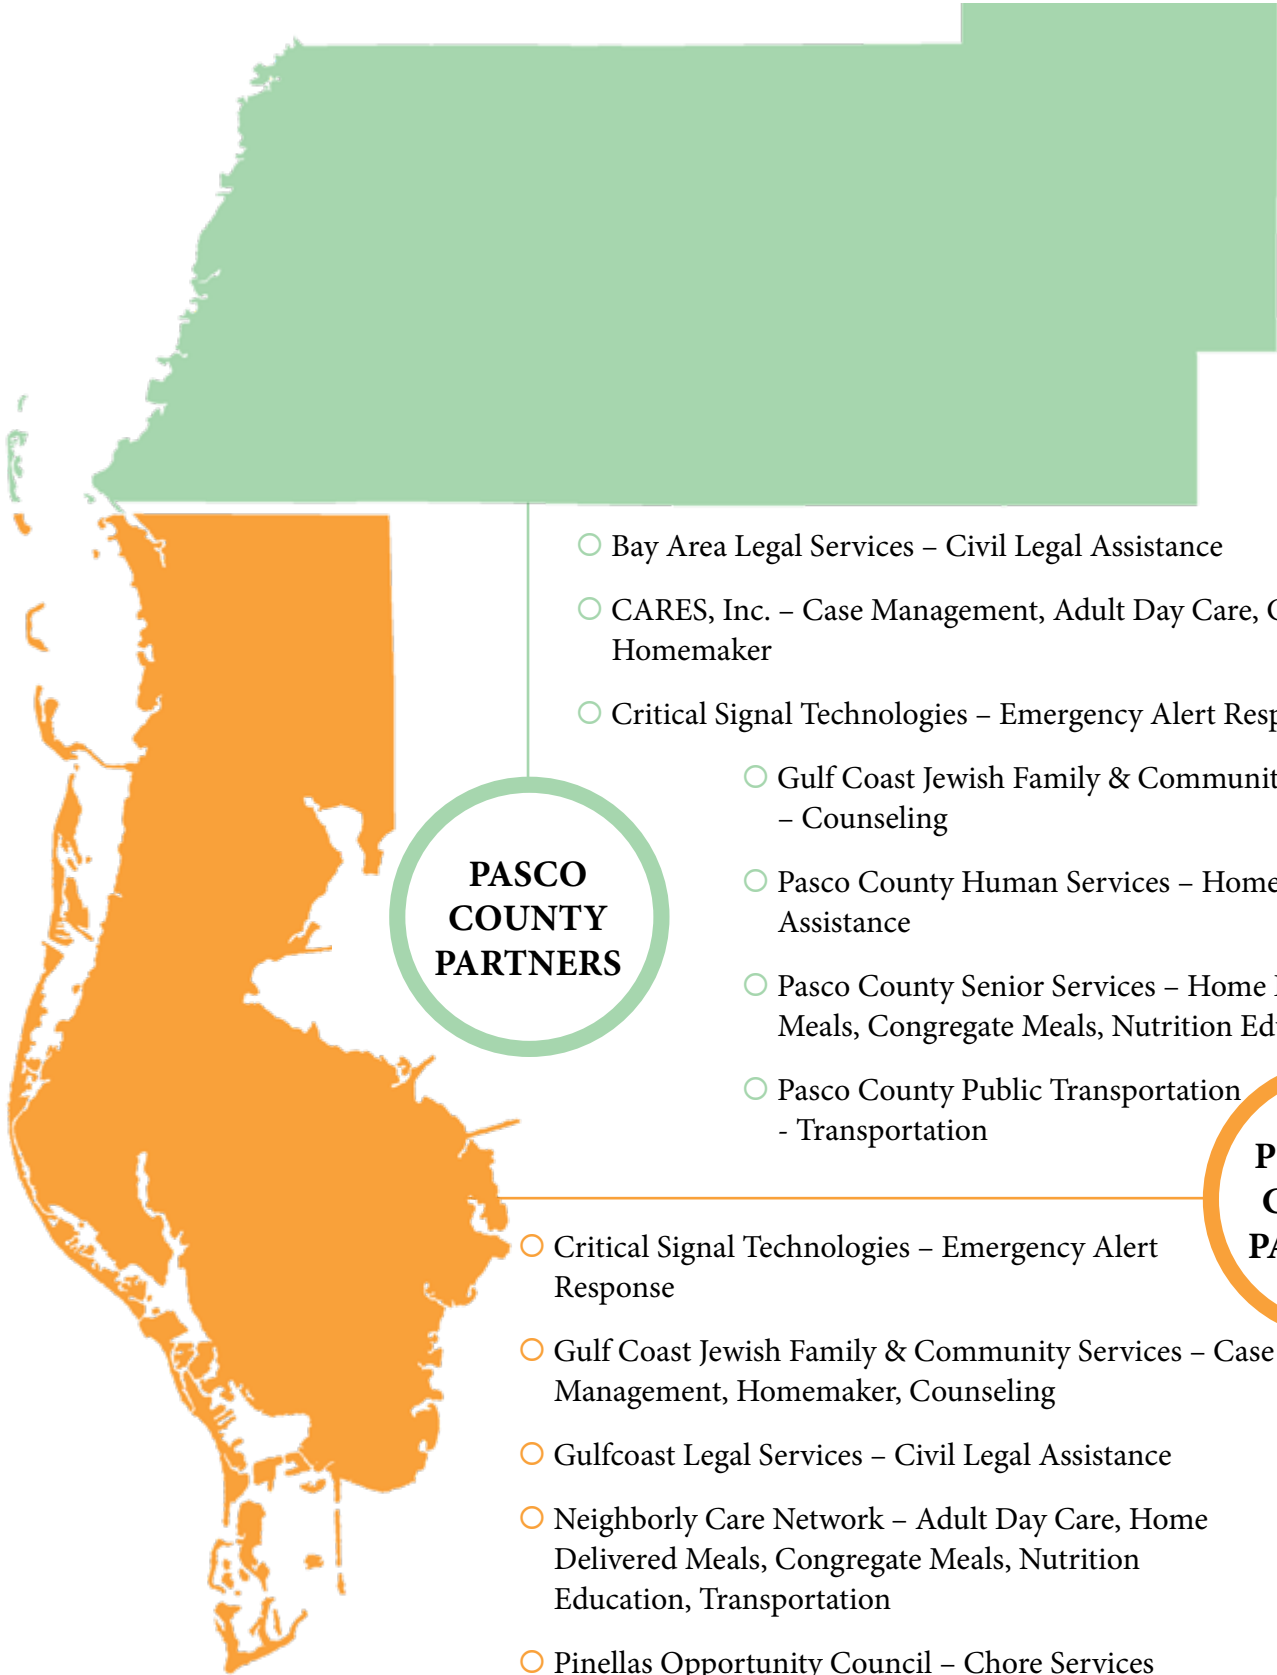 Bay Area Legal Services – Civil Legal Assistance
CARES, Inc. – Case Management, Adult Day Care,
Homemaker
Critical Signal Technologies – Emergency Alert
Gulf Coast Jewish Family &
– Counseling
Pasco County Human Services – Home
Assistance
Pasco County Senior Services – Home
Meals, Congregate Meals, Nutrition
Pasco County Public Transportation
- Transportation
PASCO
COUNTY
PARTNERS
Critical Signal Technologies – Emergency Alert
Response
Gulf Coast Jewish Family & Community Services – Case
Management, Homemaker, Counseling
Gulfcoast Legal Services – Civil Legal Assistance
Neighborly Care Network – Adult Day Care, Home
Delivered Meals, Congregate Meals, Nutrition
Education, Transportation
Pinellas Opportunity Council – Chore Services